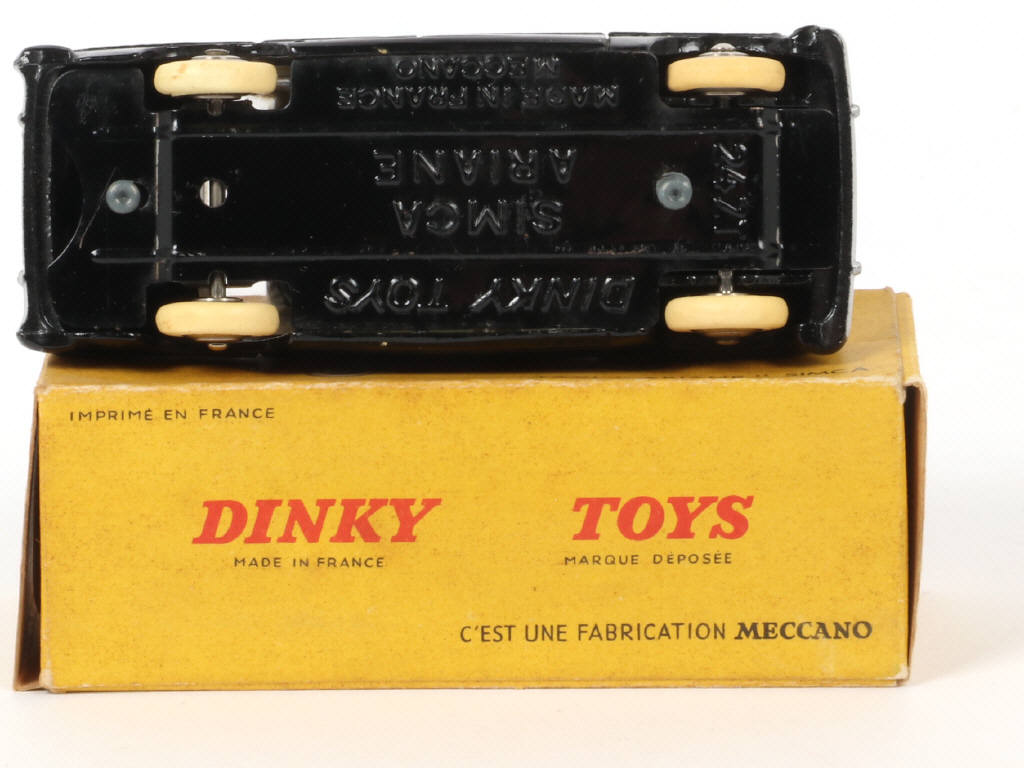 MADE IN FRANCE
MECCANO
SIMCA
ARIANE
DINKY TOYS
SIMCA
IMPRIMÉ EN FRANCE
DINKY TOYS
MADE IN FRANCE MARQUE DÉPOSÉE
C'EST UNE FABRICATION MECCANO